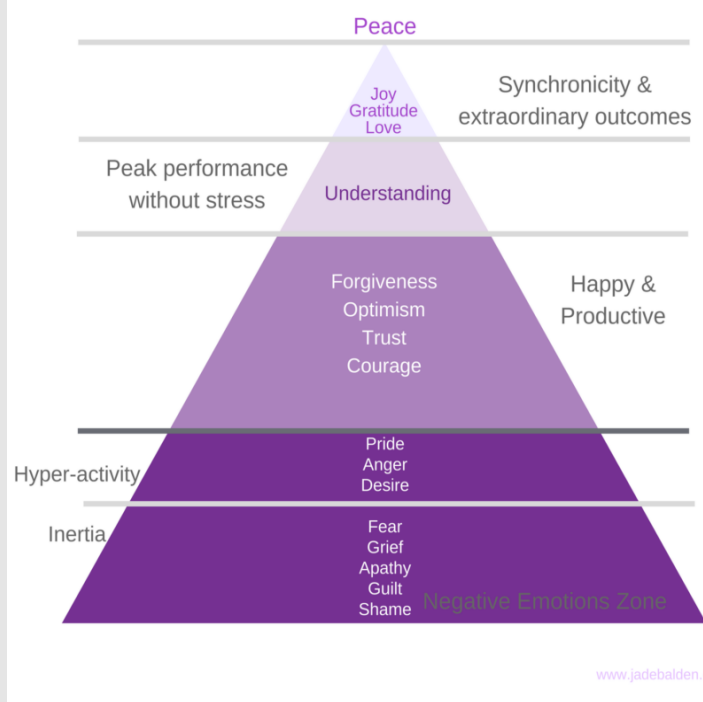 Peace
Joy
Gratitude
Love
Synchronicity &
extraordinary outcomes
Peak performance
without stress
Understanding
Forgiveness
Optimism
Trust
Courage
Happy &
Productive
Pride
Anger
Desire
Hyper-activity
Inertia
Fear
Grief
Apathy
Guilt
Shame
Negative Emotions Zone
www.jadebalden.